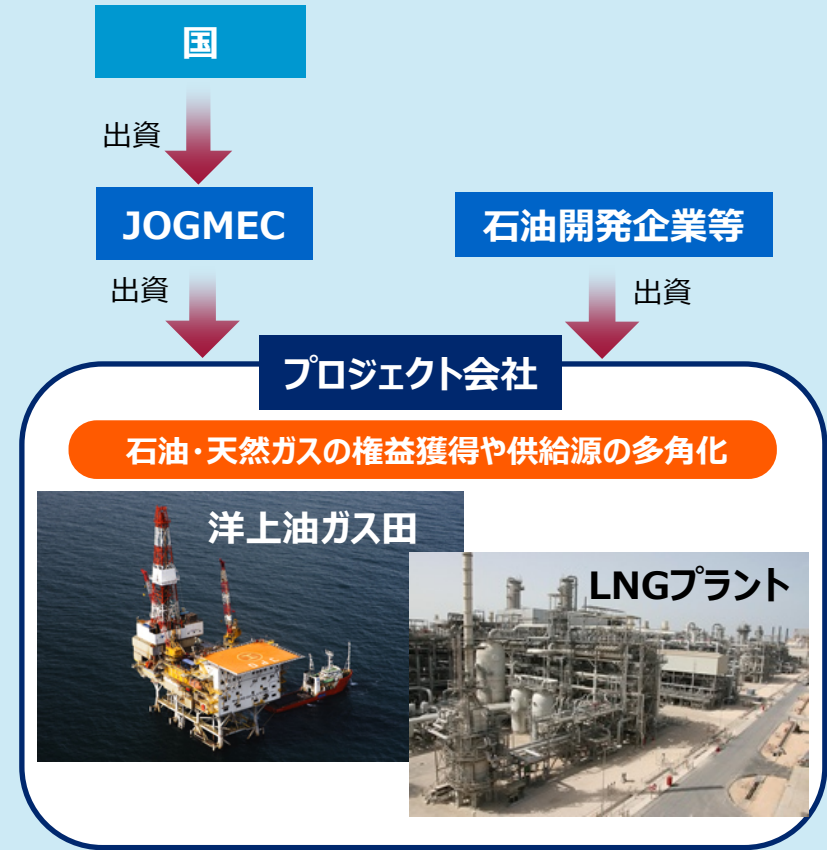 国
出資
JOGMEC
石油開発企業等
出資
出資
プロジェクト会社
石油・天然ガスの権益獲得や供給源の多角化
洋上油ガス田
LNGプラント